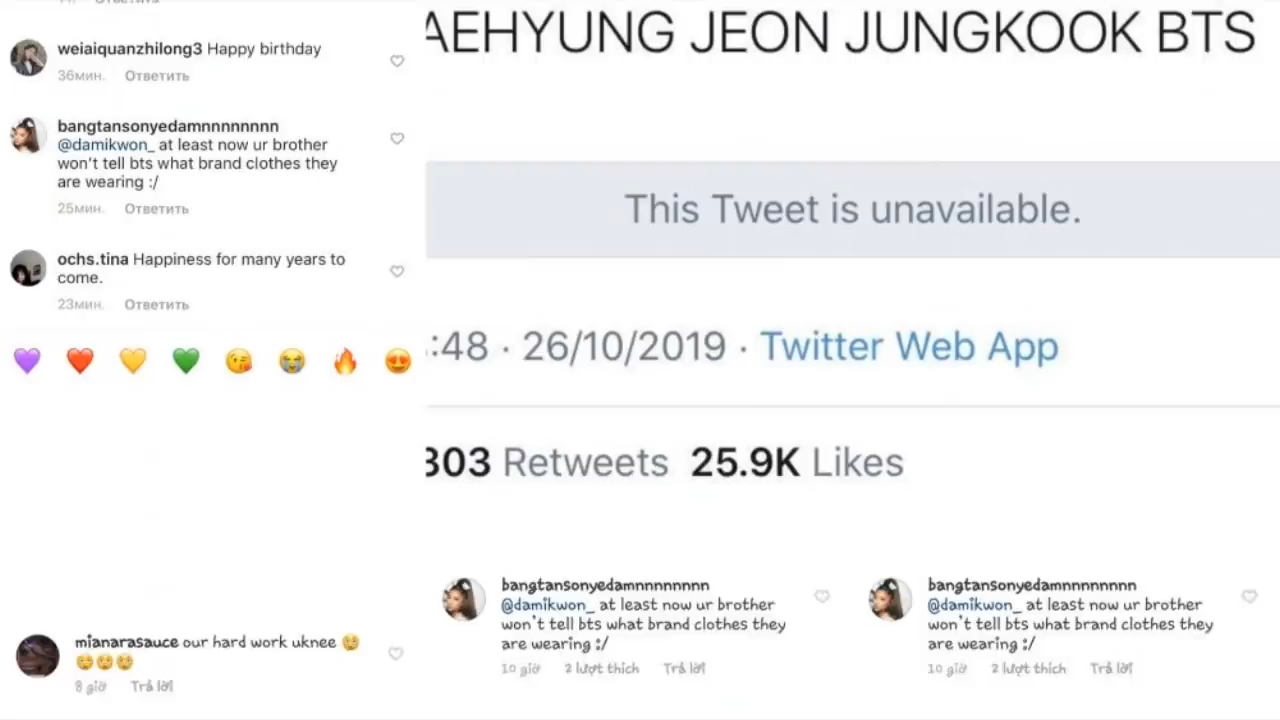 weiaiquanzhilong3 Happy birthday
36мин. Ответить
bangtansonyedamnnnnnnnn
@damikwon_ at least now ur brother
won't tell bts what brand clothes they
are wearing :/
25мин. Ответить
ochs.tina Happiness for many years to
come.
23мин. Ответить
mianarasauce our hard work uknee
8 giờ Trả lời
AEHYUNG JEON JUNGKOOK BTS
This Tweet is unavailable.
:48 · 26/10/2019 · Twitter Web App
303 Retweets 25.9K Likes
bangtansonyedamnnnnnnnn
@damikwon_ at least now ur brother
won't tell bts what brand clothes they
are wearing :/
10 giờ 2 lượt thích Trả lời
bangtansonyedamnnnnnnnn
@damikwon_ at least now ur brother
won't tell bts what brand clothes they
are wearing :/
10 giờ 2 lượt thích Trả lời